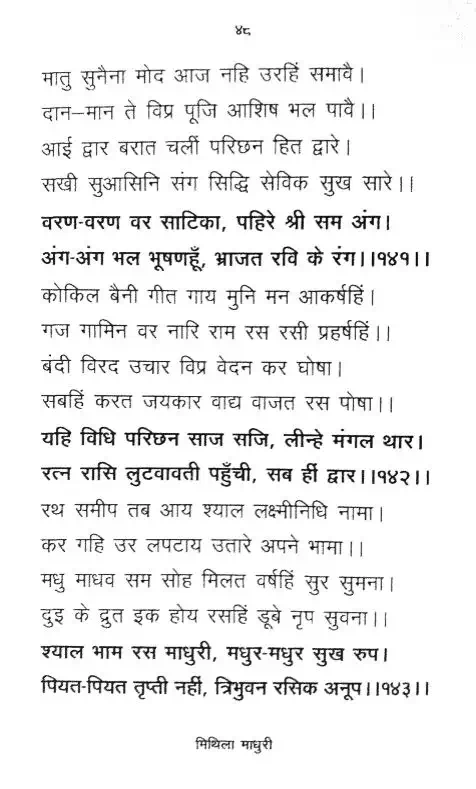 ४८
मातु सुनैना मोद आज नहि उरहिं समावै।
दान–मान ते विप्र पूजि आशिष भल पावै।।
आई द्वार बरात चलीं परिछन हित द्वारे।
सखी सुआसिनि संग सिद्धि सेविक सुख सारे।।
वरण-वरण वर साटिका, पहिरे श्री सम अंग।
अंग-अंग भल भूषणहूँ, भ्राजत रवि के रंग।।१४१।।
कोकिल बैनी गीत गाय मुनि मन आकर्षहिं।
गज गामिन वर नारि राम रस रसी प्रहर्षहिं।।
बंदी विरद उचार विप्र वेदन कर घोषा।
सबहिं करत जयकार वाद्य वाजत रस पोषा।।
यहि विधि परिछन साज सजि, लीन्हे मंगल थार।
रत्न रासि लुटवावती पहुँची, सब हीं द्वार।।१४२।।
रथ समीप तब आय श्याल लक्ष्मीनिधि नामा।
कर गहि उर लपटाय उतारे अपने भामा।।
मधु माधव सम सोह मिलत वर्षहिं सुर सुमना।
दुइ के द्रुत इक होय रसहिं डूबे नृप सुवना।।
श्याल भाम रस माधुरी, मधुर-मधुर सुख रुप।
पियत-पियत तृप्ती नहीं, त्रिभुवन रसिक अनूप।।१४३।।
मिथिला माधुरी